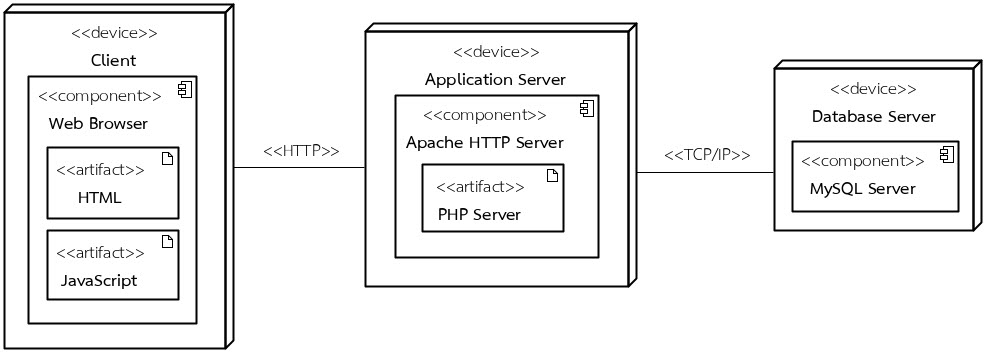 <<device>>
Client
<<component>>
Web Browser
<<artifact>>
HTML
<<artifact>>
JavaScript
<<HTTP>>
<<device>>
Application Server
<<component>>
Apache HTTP Server
<<artifact>>
PHP Server
<<TCP/IP>>
<<device>>
Database Server
<<component>>
MySQL Server